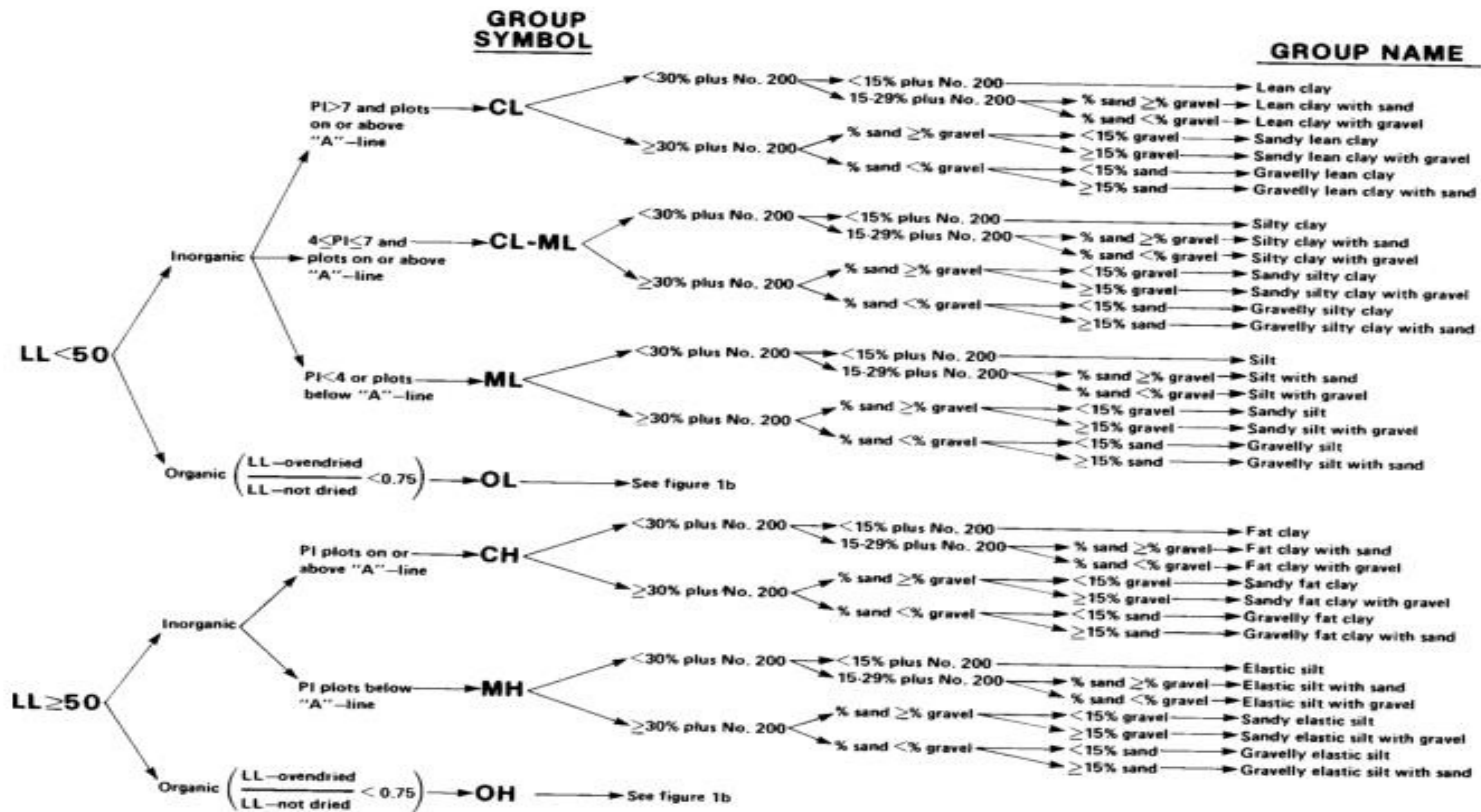 GROUP SYMBOL
GROUP NAME
LL<50
Inorganic
PI>7 and plots on or above "A"-line
CL
<30% plus No. 200
<15% plus No. 200
Lean clay
15-29% plus No. 200
% sand ≥% gravel
Lean clay with sand
% sand <% gravel
Lean clay with gravel
≥30% plus No. 200
% sand ≥% gravel
<15% gravel
Sandy lean clay
≥15% gravel
Sandy lean clay with gravel
% sand <% gravel
<15% sand
Gravelly lean clay
≥15% sand
Gravelly lean clay with sand
4≤PI≤7 and plots on or above "A"-line
CL-ML
<30% plus No. 200
<15% plus No. 200
Silty clay
15-29% plus No. 200
% sand ≥% gravel
Silty clay with sand
% sand <% gravel
Silty clay with gravel
≥30% plus No. 200
% sand ≥% gravel
<15% gravel
Sandy silty clay
≥15% gravel
Sandy silty clay with gravel
% sand <% gravel
<15% sand
Gravelly silty clay
≥15% sand
Gravelly silty clay with sand
PI<4 or plots below "A"-line
ML
<30% plus No. 200
<15% plus No. 200
Silt
15-29% plus No. 200
% sand ≥% gravel
Silt with sand
% sand <% gravel
Silt with gravel
≥30% plus No. 200
% sand ≥% gravel
<15% gravel
Sandy silt
≥15% gravel
Sandy silt with gravel
% sand <% gravel
<15% sand
Gravelly silt
≥15% sand
Gravelly silt with sand
Organic (LL-ovendried / LL-not dried <0.75)
OL
See figure 1b
LL≥50
Inorganic
PI plots on or above "A"-line
CH
<30% plus No. 200
<15% plus No. 200
Fat clay
15-29% plus No. 200
% sand ≥% gravel
Fat clay with sand
% sand <% gravel
Fat clay with gravel
≥30% plus No. 200
% sand ≥% gravel
<15% gravel
Sandy fat clay
≥15% gravel
Sandy fat clay with gravel
% sand <% gravel
<15% sand
Gravelly fat clay
≥15% sand
Gravelly fat clay with sand
PI plots below "A"-line
MH
<30% plus No. 200
<15% plus No. 200
Elastic silt
15-29% plus No. 200
% sand ≥% gravel
Elastic silt with sand
% sand <% gravel
Elastic silt with gravel
≥30% plus No. 200
% sand ≥% gravel
<15% gravel
Sandy elastic silt
≥15% gravel
Sandy elastic silt with gravel
% sand <% gravel
<15% sand
Gravelly elastic silt
≥15% sand
Gravelly elastic silt with sand
Organic (LL-ovendried / LL-not dried < 0.75)
OH
See figure 1b